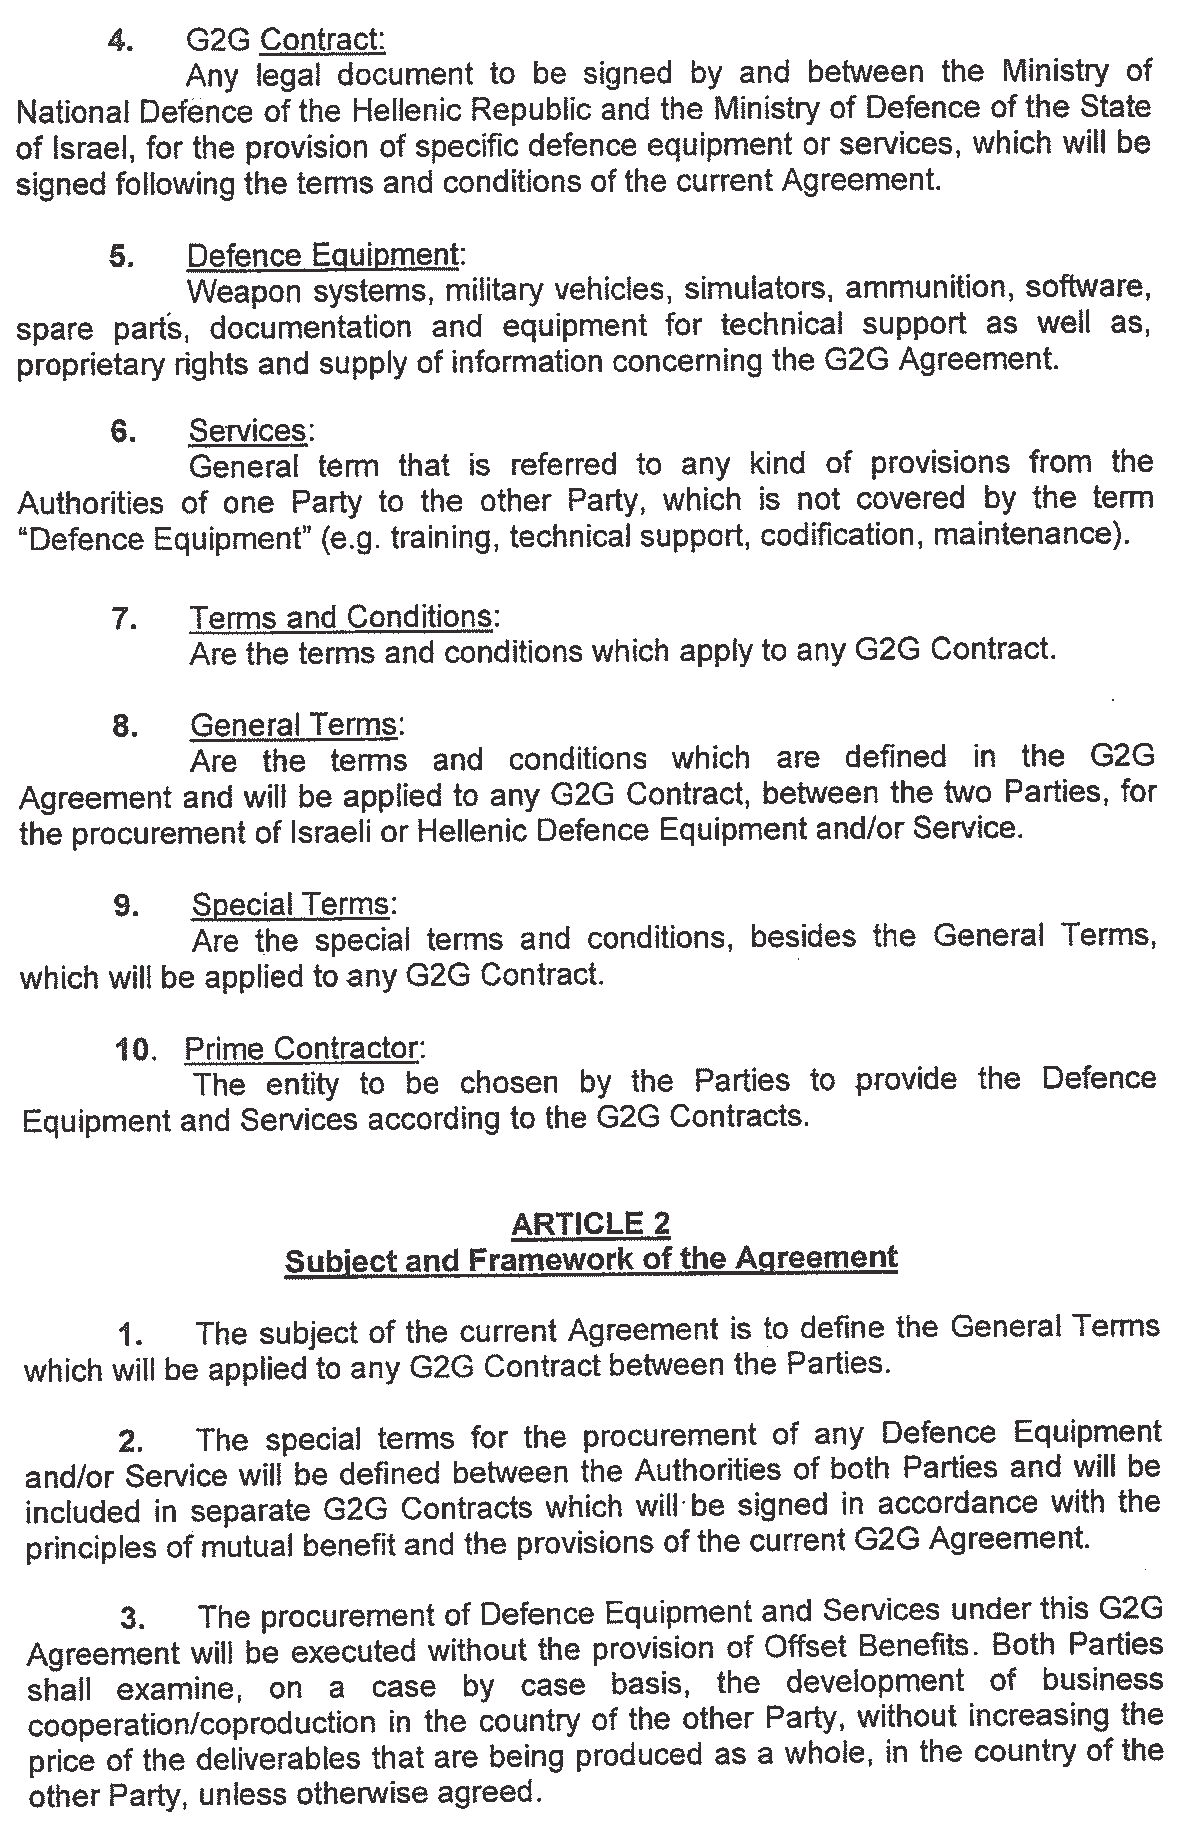 4. G2G Contract:
Any legal document to be signed by and between the Ministry of
National Defence of the Hellenic Republic and the Ministry of Defence of the State
of Israel, for the provision of specific defence equipment or services, which will be
signed following the terms and conditions of the current Agreement.
5. Defence Equipment:
Weapon systems, military vehicles, simulators, ammunition, software,
spare parts, documentation and equipment for technical support as well as,
proprietary rights and supply of information concerning the G2G Agreement.
6. Services:
General term that is referred to any kind of provisions from the
Authorities of one Party to the other Party, which is not covered by the term
“Defence Equipment” (e.g. training, technical support, codification, maintenance).
7. Terms and Conditions:
Are the terms and conditions which apply to any G2G Contract.
8. General Terms:
Are the terms and conditions which are defined in the G2G
Agreement and will be applied to any G2G Contract, between the two Parties, for
the procurement of Israeli or Hellenic Defence Equipment and/or Service.
9. Special Terms:
Are the special terms and conditions, besides the General Terms,
which will be applied to any G2G Contract.
10. Prime Contractor:
The entity to be chosen by the Parties to provide the Defence
Equipment and Services according to the G2G Contracts.
ARTICLE 2
Subject and Framework of the Agreement
1. The subject of the current Agreement is to define the General Terms
which will be applied to any G2G Contract between the Parties.
2. The special terms for the procurement of any Defence Equipment
and/or Service will be defined between the Authorities of both Parties and will be
included in separate G2G Contracts which will be signed in accordance with the
principles of mutual benefit and the provisions of the current G2G Agreement.
3. The procurement of Defence Equipment and Services under this G2G
Agreement will be executed without the provision of Offset Benefits. Both Parties
shall examine, on a case by case basis, the development of business
cooperation/coproduction in the country of the other Party, without increasing the
price of the deliverables that are being produced as a whole, in the country of the
other Party, unless otherwise agreed.